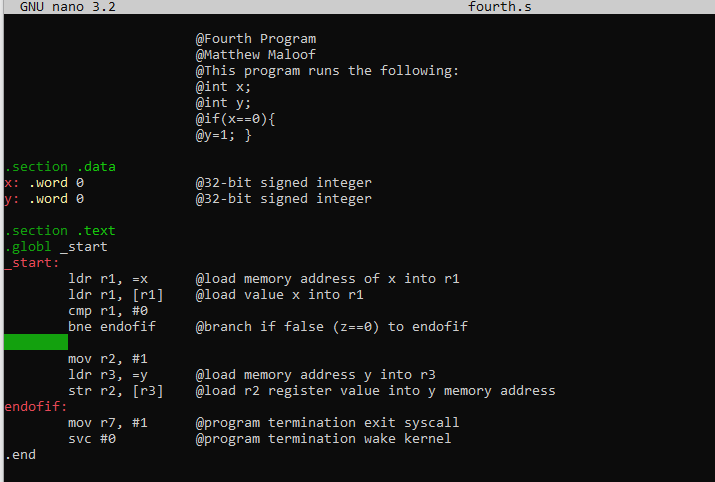 GNU nano 3.2 fourth.s
@Fourth Program
@Matthew Maloof
@This program runs the following:
@int x;
@int y;
@if(x==0){
@y=1; }
.section .data
x: .word 0 @32-bit signed integer
y: .word 0 @32-bit signed integer
.section .text
.globl _start
_start:
ldr r1, =x @load memory address of x into r1
ldr r1, [r1] @load value x into r1
cmp r1, #0
bne endofif @branch if false (z==0) to endofif
mov r2, #1
ldr r3, =y @load memory address y into r3
str r2, [r3] @load r2 register value into y memory address
endofif:
mov r7, #1 @program termination exit syscall
svc #0 @program termination wake kernel
.end